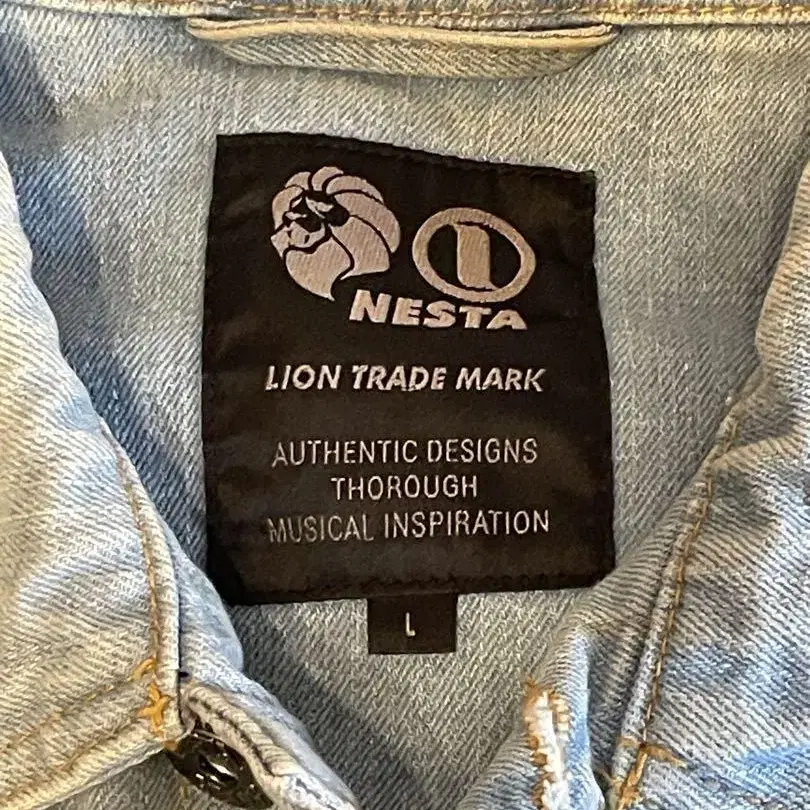 NESTA
LION TRADE MARK
AUTHENTIC DESIGNS
THOROUGH
MUSICAL INSPIRATION
L